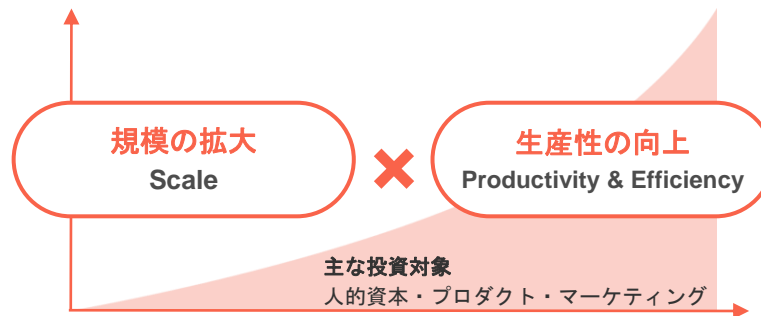 規模の拡大
Scale
×
生産性の向上
Productivity & Efficiency
主な投資対象
人的資本・プロダクト・マーケティング